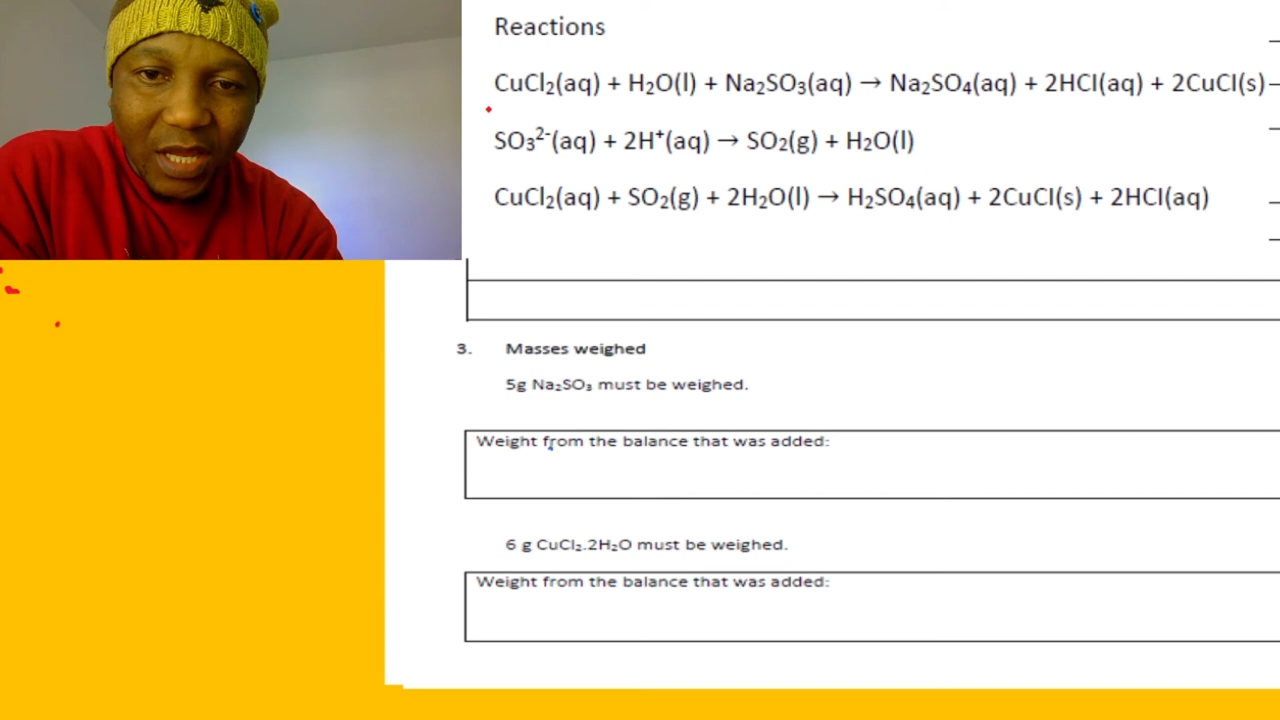 Reactions
CuCl₂(aq) + H₂O(l) + Na₂SO₃(aq) → Na₂SO₄(aq) + 2HCl(aq) + 2CuCl(s)
SO₃²⁻(aq) + 2H⁺(aq) → SO₂(g) + H₂O(l)
CuCl₂(aq) + SO₂(g) + 2H₂O(l) → H₂SO₄(aq) + 2CuCl(s) + 2HCl(aq)
3. Masses weighed
5g Na₂SO₃ must be weighed.
Weight from the balance that was added:
6 g CuCl₂.2H₂O must be weighed.
Weight from the balance that was added: